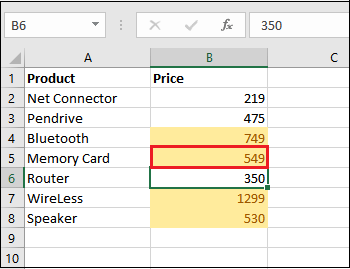 B6 fx 350
A B C
1 Product Price
2 Net Connector 219
3 Pendrive 475
4 Bluetooth 749
5 Memory Card 549
6 Router 350
7 WireLess 1299
8 Speaker 530
9
10